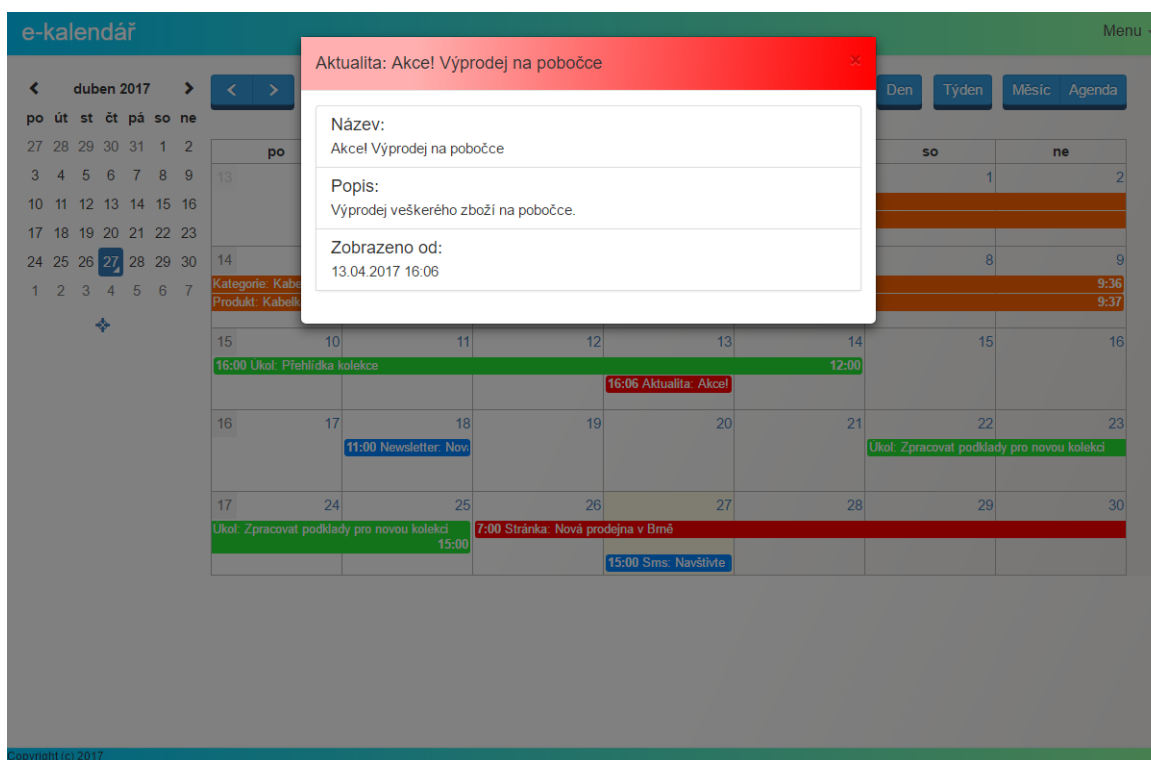 e-kalendář
Menu
Aktualita: Akce! Výprodej na pobočce
×
Název:
Akce! Výprodej na pobočce
Popis:
Výprodej veškerého zboží na pobočce.
Zobrazeno od:
13.04.2017 16:06
duben 2017
po út st čt pá so ne
27 28 29 30 31 1 2
3 4 5 6 7 8 9
10 11 12 13 14 15 16
17 18 19 20 21 22 23
24 25 26 27 28 29 30
1 2 3 4 5 6 7
< >
Den Týden Měsíc Agenda
po so ne
13 1 2
14 8 9
Kategorie: Kabe 9:36
Produkt: Kabelk 9:37
15 10 11 12 13 14 15 16
16:00 Úkol: Přehlídka kolekce 12:00
16:06 Aktualita: Akce!
16 17 18 19 20 21 22 23
11:00 Newsletter: Nov
Úkol: Zpracovat podklady pro novou kolekci
17 24 25 26 27 28 29 30
Úkol: Zpracovat podklady pro novou kolekci
15:00
7:00 Stránka: Nová prodejna v Brně
15:00 Sms: Navštivte
Copyright (c) 2017